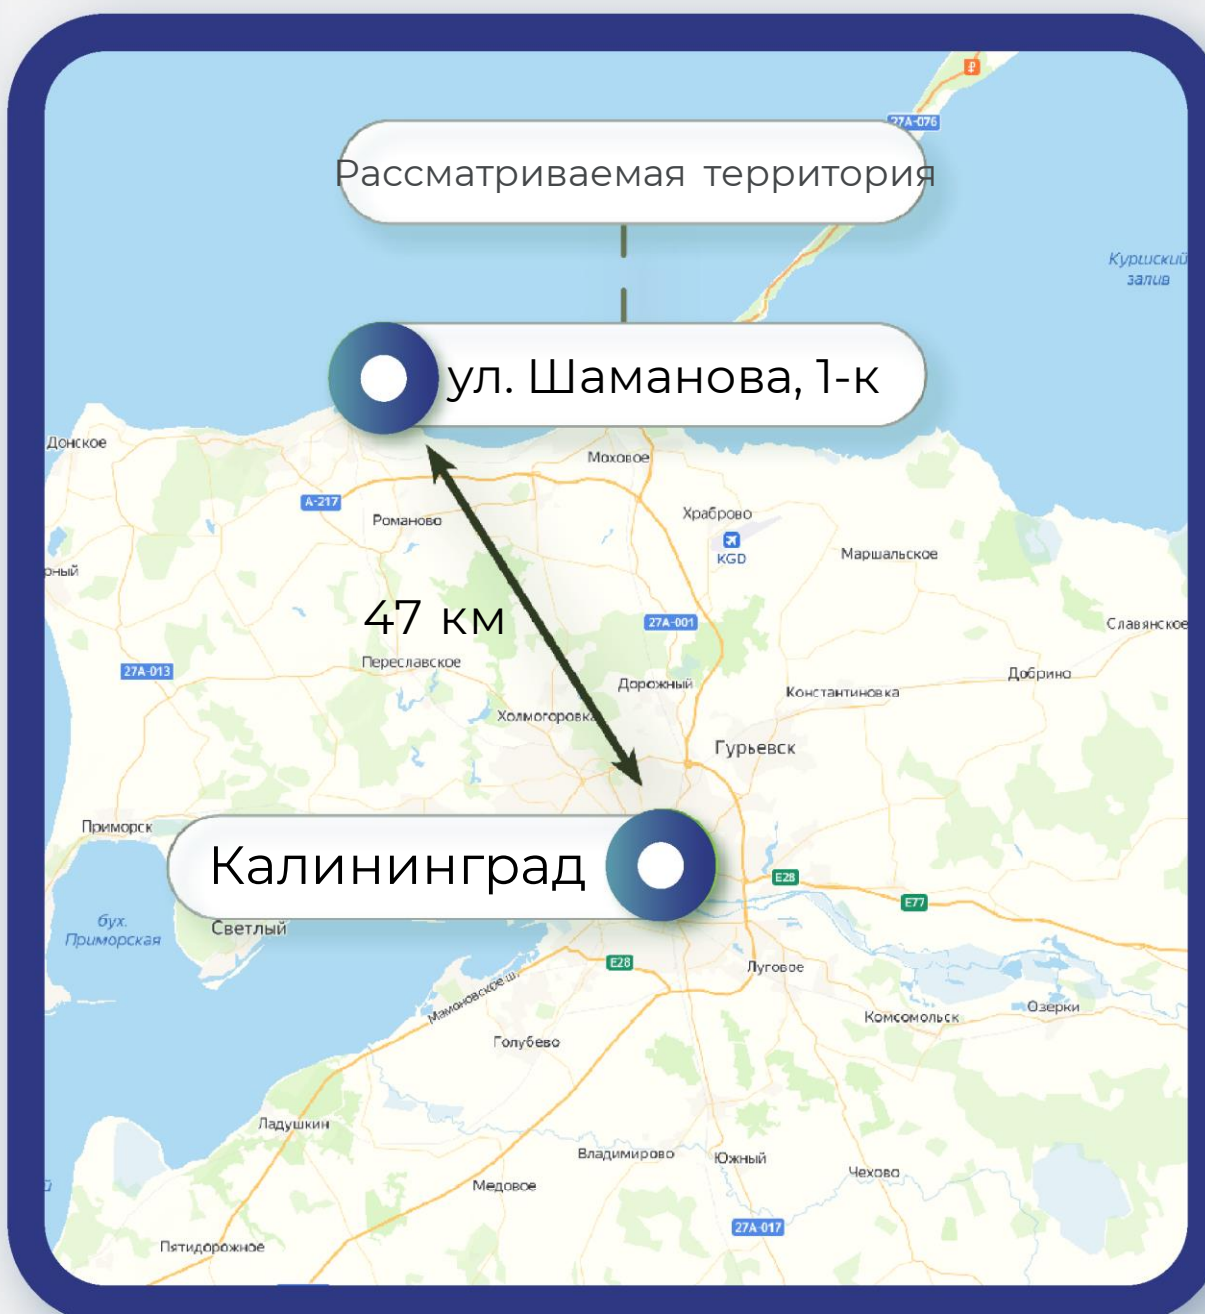 27А-076
Рассматриваемая территория
Куршский
залив
ул. Шаманова, 1-к
Донское
Моховое
А-217
Романово
Храброво
KGD
Маршальское
рный
47 км
27А-001
Славянское
27А-013
Переславское
Дорожный
Добрино
Константиновка
Холмогоровка
Гурьевск
Приморск
Калининград
E28
E77
бух.
Приморская
Светлый
E28
Луговое
Мамоновское ш.
Озерки
Комсомольск
Голубево
Ладушкин
Владимирово
Южный
Чехово
й
Медовое
27А-017
Пятидорожное